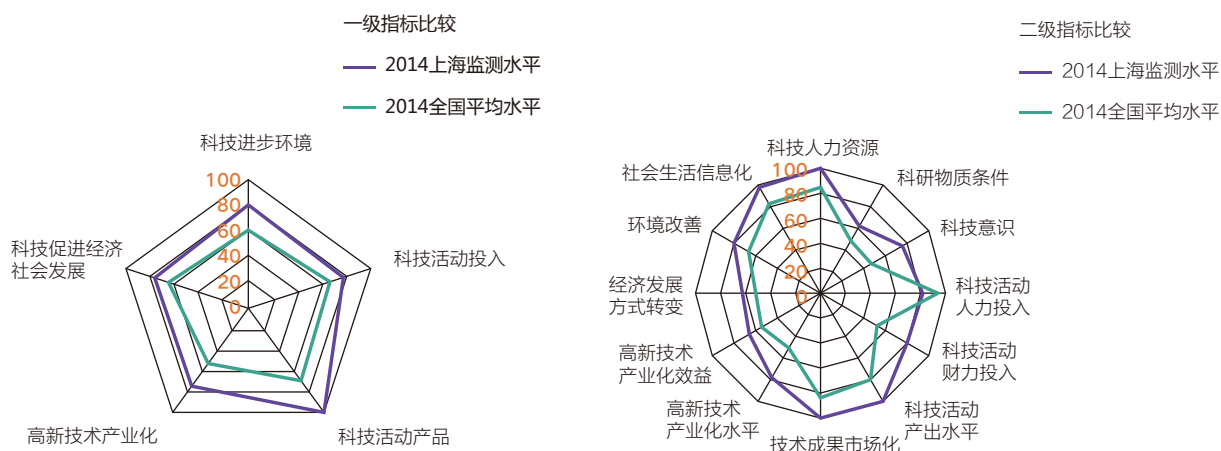 一级指标比较
2014上海监测水平
2014全国平均水平
科技进步环境
100
80
60
40
20
0
科技活动投入
科技活动产品
高新技术产业化
科技促进经济
社会发展
二级指标比较
2014上海监测水平
2014全国平均水平
科技人力资源
100
80
60
40
20
0
科研物质条件
科技意识
科技活动
人力投入
科技活动
财力投入
科技活动
产出水平
技术成果市场化
高新技术
产业化水平
高新技术
产业化效益
经济发展
方式转变
环境改善
社会生活信息化